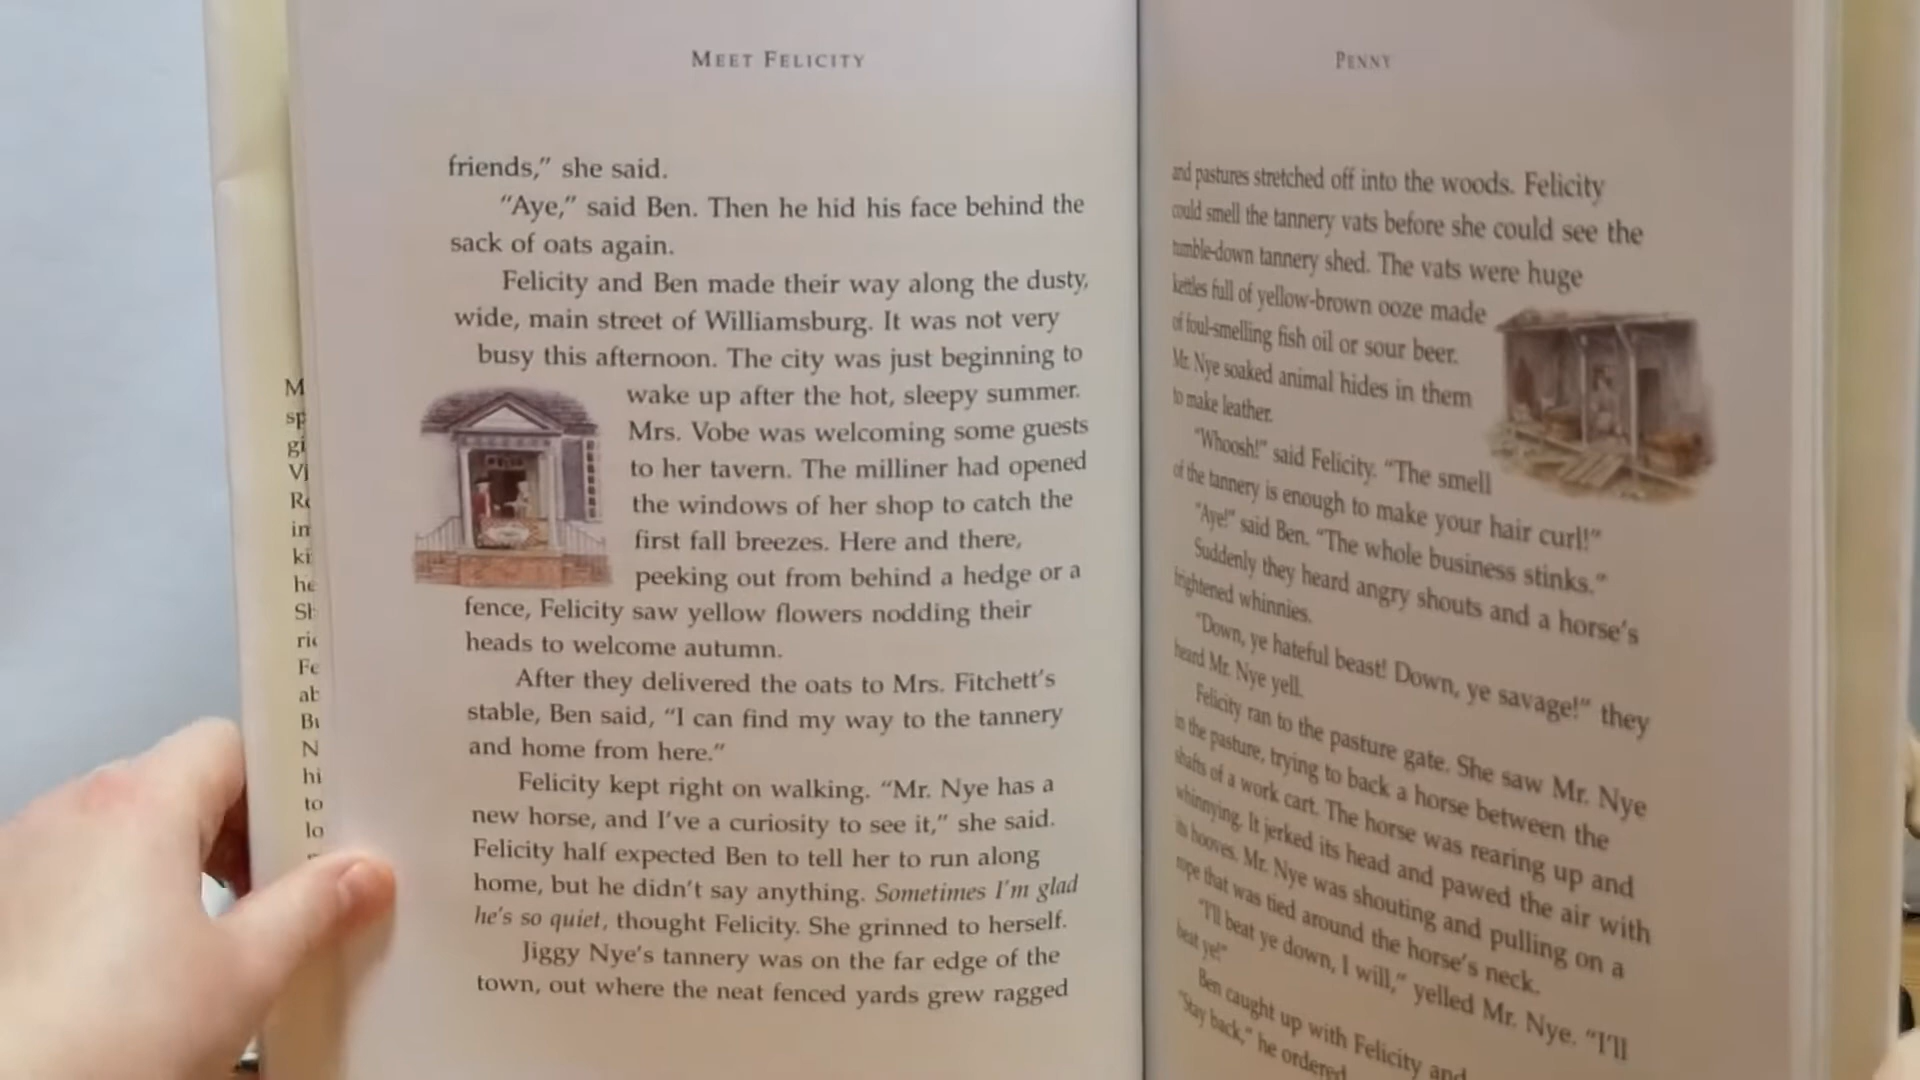 MEET FELICITY
friends,” she said.
“Aye,” said Ben. Then he hid his face behind the
sack of oats again.
Felicity and Ben made their way along the dusty,
wide, main street of Williamsburg. It was not very
busy this afternoon. The city was just beginning to
wake up after the hot, sleepy summer.
Mrs. Vobe was welcoming some guests
to her tavern. The milliner had opened
the windows of her shop to catch the
first fall breezes. Here and there,
peeking out from behind a hedge or a
fence, Felicity saw yellow flowers nodding their
heads to welcome autumn.
After they delivered the oats to Mrs. Fitchett’s
stable, Ben said, “I can find my way to the tannery
and home from here.”
Felicity kept right on walking. “Mr. Nye has a
new horse, and I’ve a curiosity to see it,” she said.
Felicity half expected Ben to tell her to run along
home, but he didn’t say anything. Sometimes I’m glad
he’s so quiet, thought Felicity. She grinned to herself.
Jiggy Nye’s tannery was on the far edge of the
town, out where the neat fenced yards grew ragged
PENNY
and pastures stretched off into the woods. Felicity
could smell the tannery vats before she could see the
tumble-down tannery shed. The vats were huge
kettles full of yellow-brown ooze made
of foul-smelling fish oil or sour beer.
Mr. Nye soaked animal hides in them
to make leather.
“Whoosh!” said Felicity. “The smell
of the tannery is enough to make your hair curl!”
“Aye!” said Ben. “The whole business stinks.”
Suddenly they heard angry shouts and a horse’s
frightened whinnies.
“Down, ye hateful beast! Down, ye savage!” they
heard Mr. Nye yell.
Felicity ran to the pasture gate. She saw Mr. Nye
in the pasture, trying to back a horse between the
shafts of a work cart. The horse was rearing up and
whinnying. It jerked its head and pawed the air with
its hooves. Mr. Nye was shouting and pulling on a
rope that was tied around the horse’s neck.
“I’ll beat ye down, I will,” yelled Mr. Nye. “I’ll
beat ye!”
Ben caught up with Felicity and
“Stay back,” he ordered